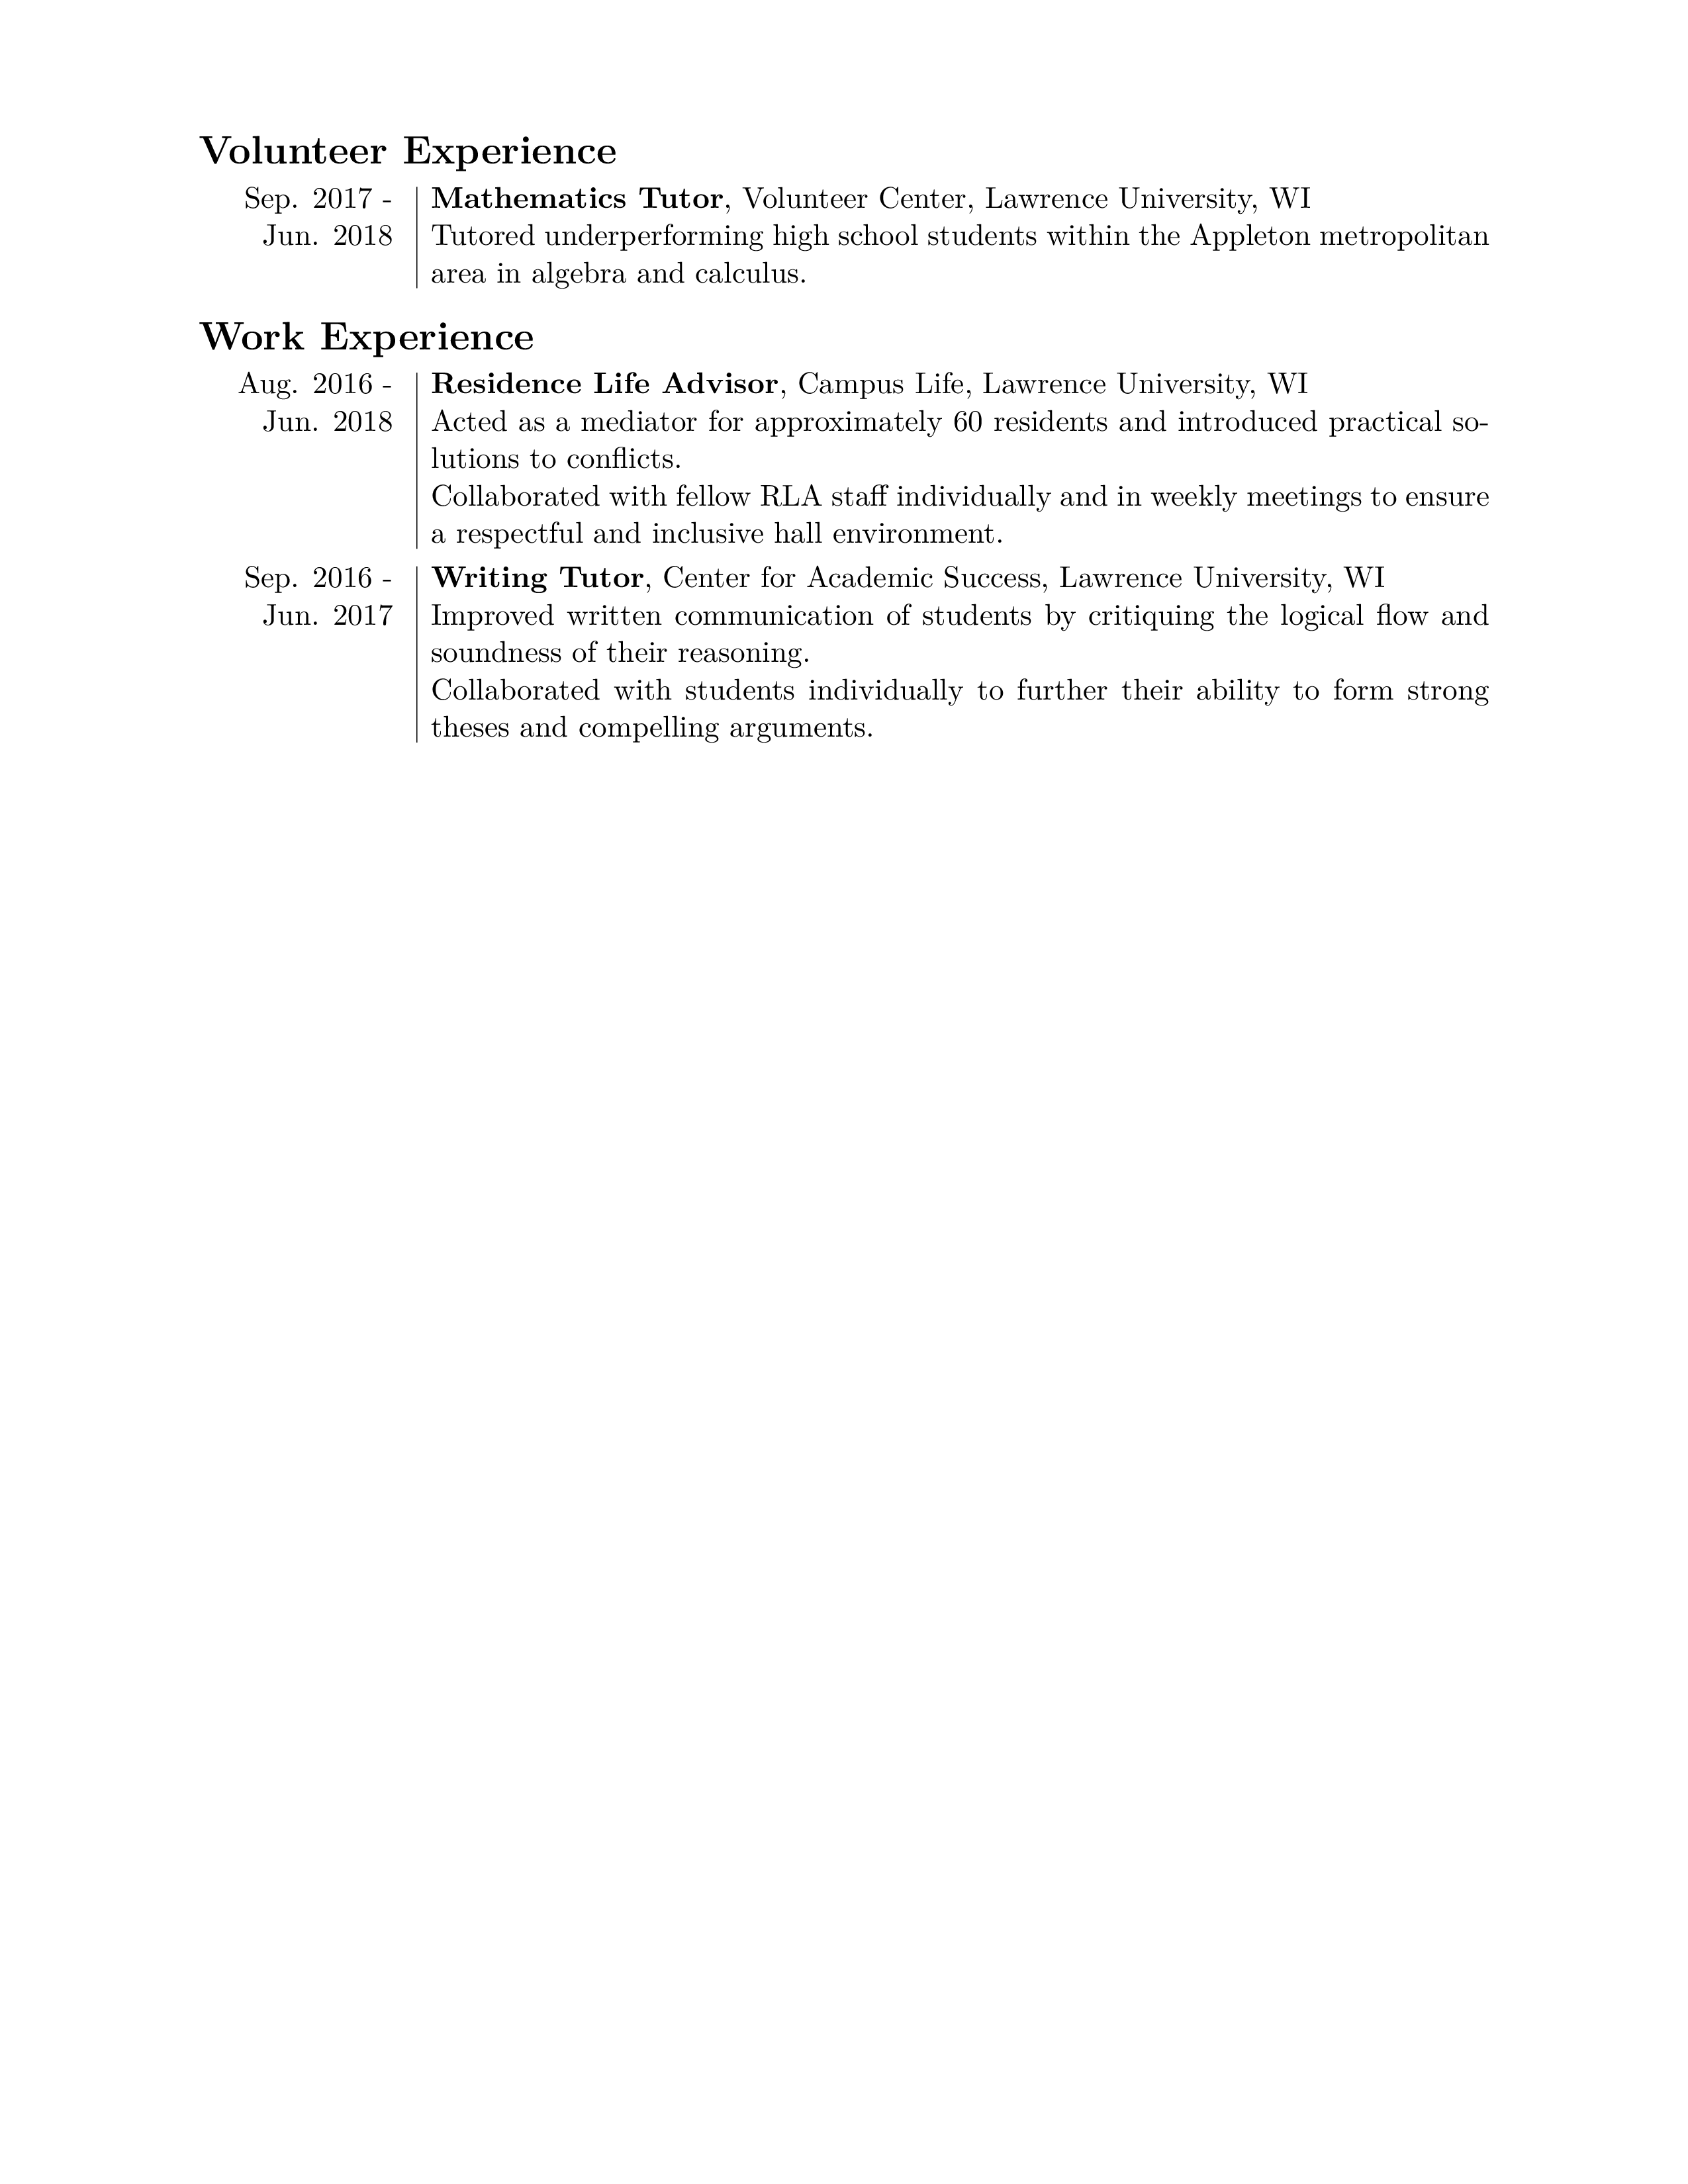 Volunteer Experience
Sep. 2017 - Mathematics Tutor, Volunteer Center, Lawrence University, WI
Jun. 2018 Tutored underperforming high school students within the Appleton metropolitan
area in algebra and calculus.
Work Experience
Aug. 2016 - Residence Life Advisor, Campus Life, Lawrence University, WI
Jun. 2018 Acted as a mediator for approximately 60 residents and introduced practical so-
lutions to conflicts.
Collaborated with fellow RLA staff individually and in weekly meetings to ensure
a respectful and inclusive hall environment.
Sep. 2016 - Writing Tutor, Center for Academic Success, Lawrence University, WI
Jun. 2017 Improved written communication of students by critiquing the logical flow and
soundness of their reasoning.
Collaborated with students individually to further their ability to form strong
theses and compelling arguments.